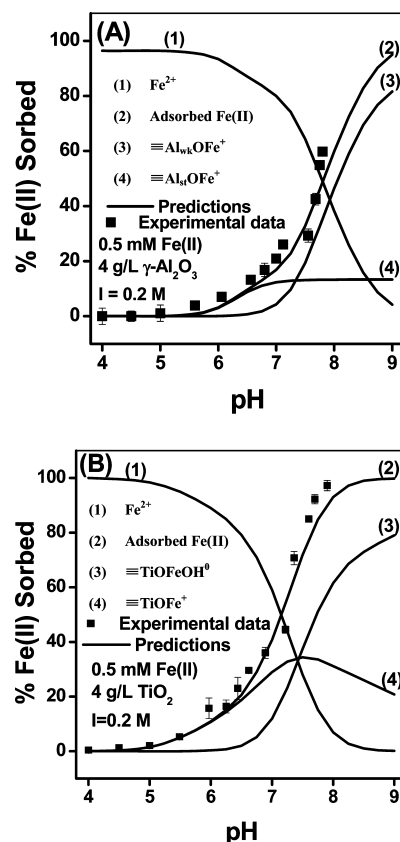 (A)
(1)
(2)
(3)
(4)
(1) Fe²⁺
(2) Adsorbed Fe(II)
(3) ≡AlwkOFe⁺
(4) ≡AlstOFe⁺
Predictions
Experimental data
0.5 mM Fe(II)
4 g/L γ-Al₂O₃
I = 0.2 M
% Fe(II) Sorbed
100
80
60
40
20
0
4 5 6 7 8 9
pH
(B)
(1)
(2)
(3)
(4)
(1) Fe²⁺
(2) Adsorbed Fe(II)
(3) ≡TiOFeOH⁰
(4) ≡TiOFe⁺
Experimental data
Predictions
0.5 mM Fe(II)
4 g/L TiO₂
I=0.2 M
% Fe(II) Sorbed
100
80
60
40
20
0
4 5 6 7 8 9
pH